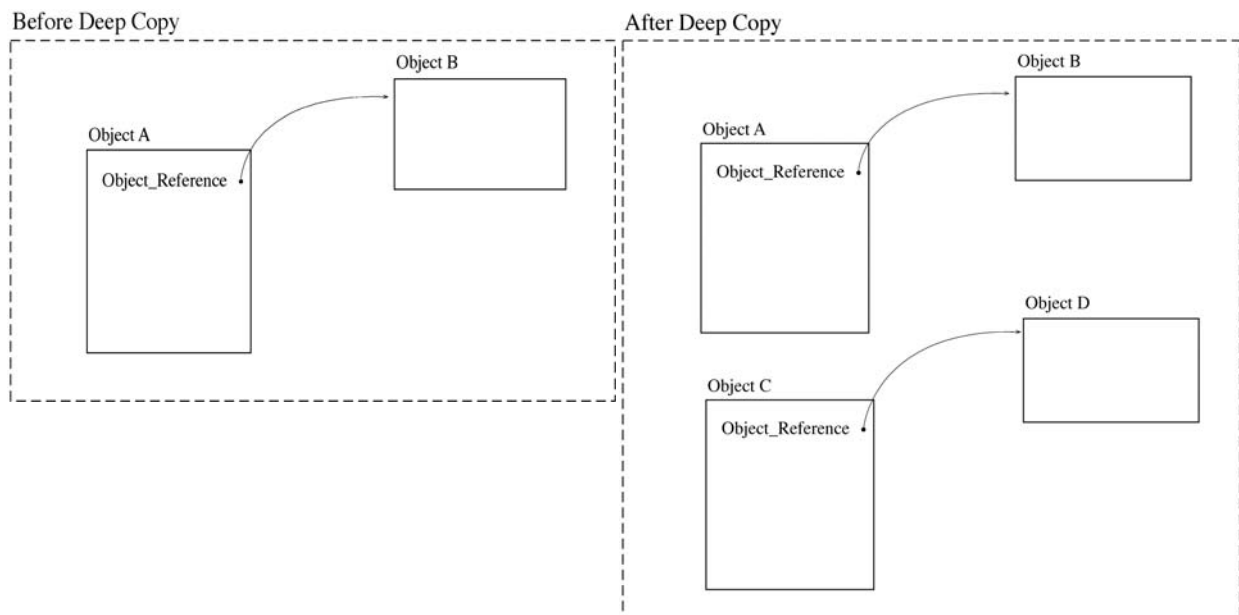 Before Deep Copy
Object B
Object A
Object_Reference
After Deep Copy
Object B
Object A
Object_Reference
Object D
Object C
Object_Reference